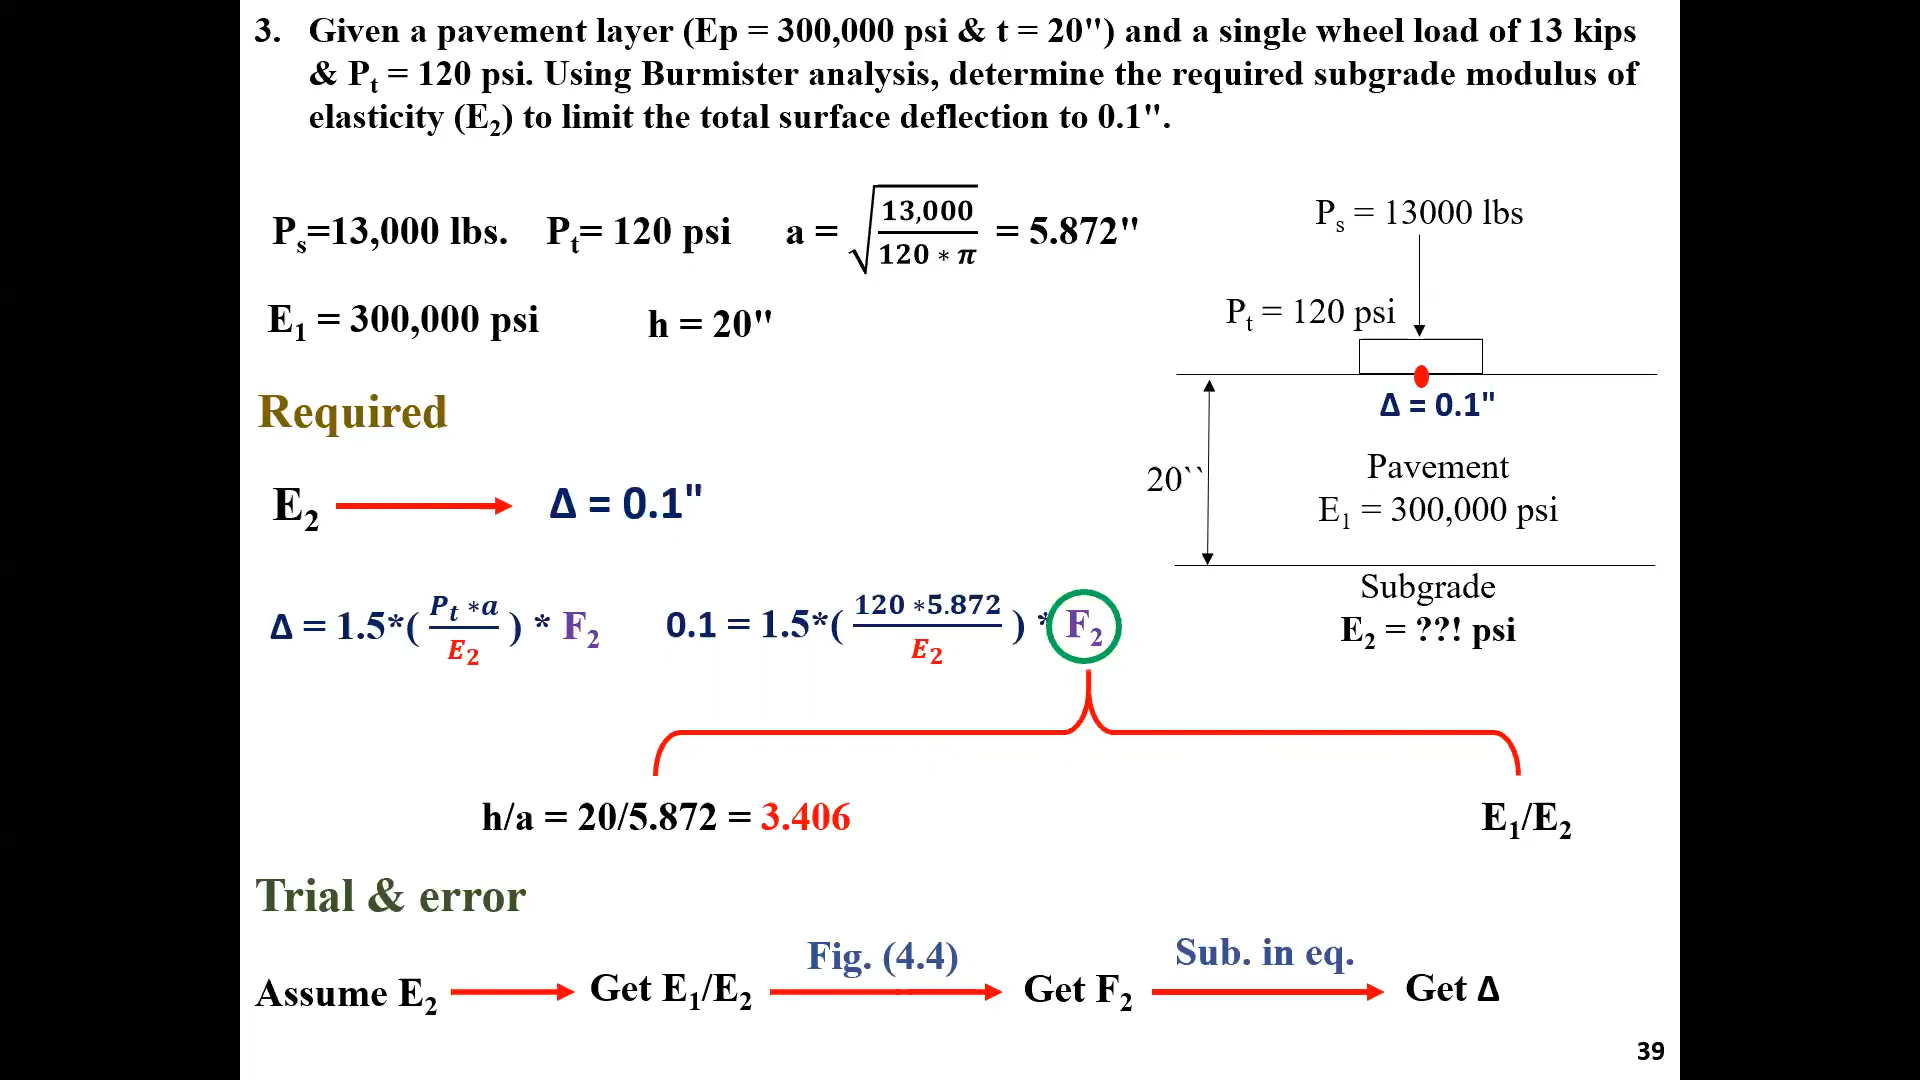 3. Given a pavement layer (Ep = 300,000 psi & t = 20") and a single wheel load of 13 kips
& Pt = 120 psi. Using Burmister analysis, determine the required subgrade modulus of
elasticity (E2) to limit the total surface deflection to 0.1".
Ps=13,000 lbs. Pt= 120 psi a = √(13,000 / 120 * π) = 5.872"
E1 = 300,000 psi h = 20"
Ps = 13000 lbs
Pt = 120 psi
Δ = 0.1"
20``
Pavement
E1 = 300,000 psi
Subgrade
E2 = ??! psi
Required
E2 Δ = 0.1"
Δ = 1.5*( Pt *a / E2 ) * F2 0.1 = 1.5*( 120 *5.872 / E2 ) * F2
h/a = 20/5.872 = 3.406 E1/E2
Trial & error
Fig. (4.4) Sub. in eq.
Assume E2 Get E1/E2 Get F2 Get Δ
39